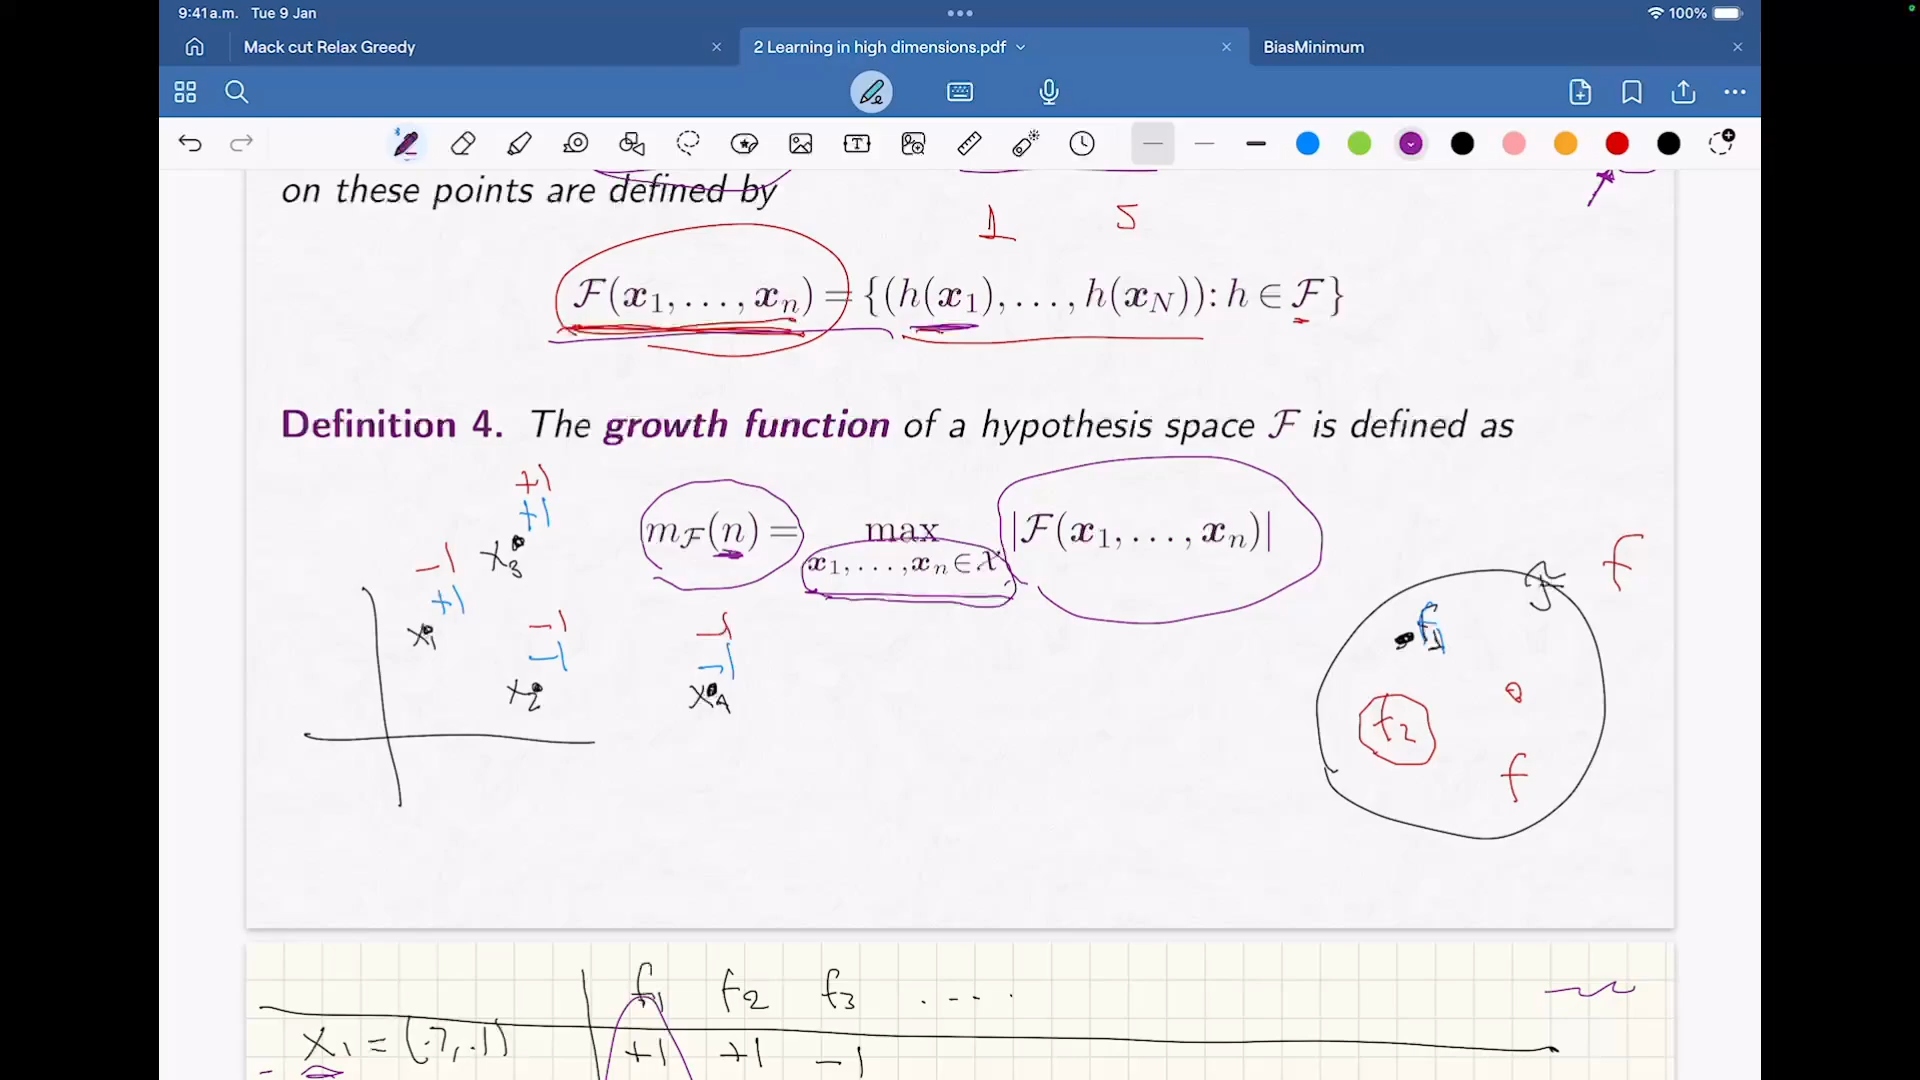 9:41 a.m. Tue 9 Jan
100%
Mack cut Relax Greedy
2 Learning in high dimensions.pdf
BiasMinimum
on these points are defined by
1 5
𝓕(𝒙₁, . . . , 𝒙ₙ) = {(h(𝒙₁), . . . , h(𝒙_N)): h ∈ 𝓕}
Definition 4. The growth function of a hypothesis space 𝓕 is defined as
m_𝓕(n) = max_{𝒙₁,...,𝒙ₙ∈𝒳} |𝓕(𝒙₁, . . . , 𝒙ₙ)|
+1
+1
x₃
-1
+1
x₁
-1
-1
x₂
-1
-1
x₄
f
f₁
f₂
f
f₁ f₂ f₃ ....
x₁ = (.7, .1) +1 +1 -1